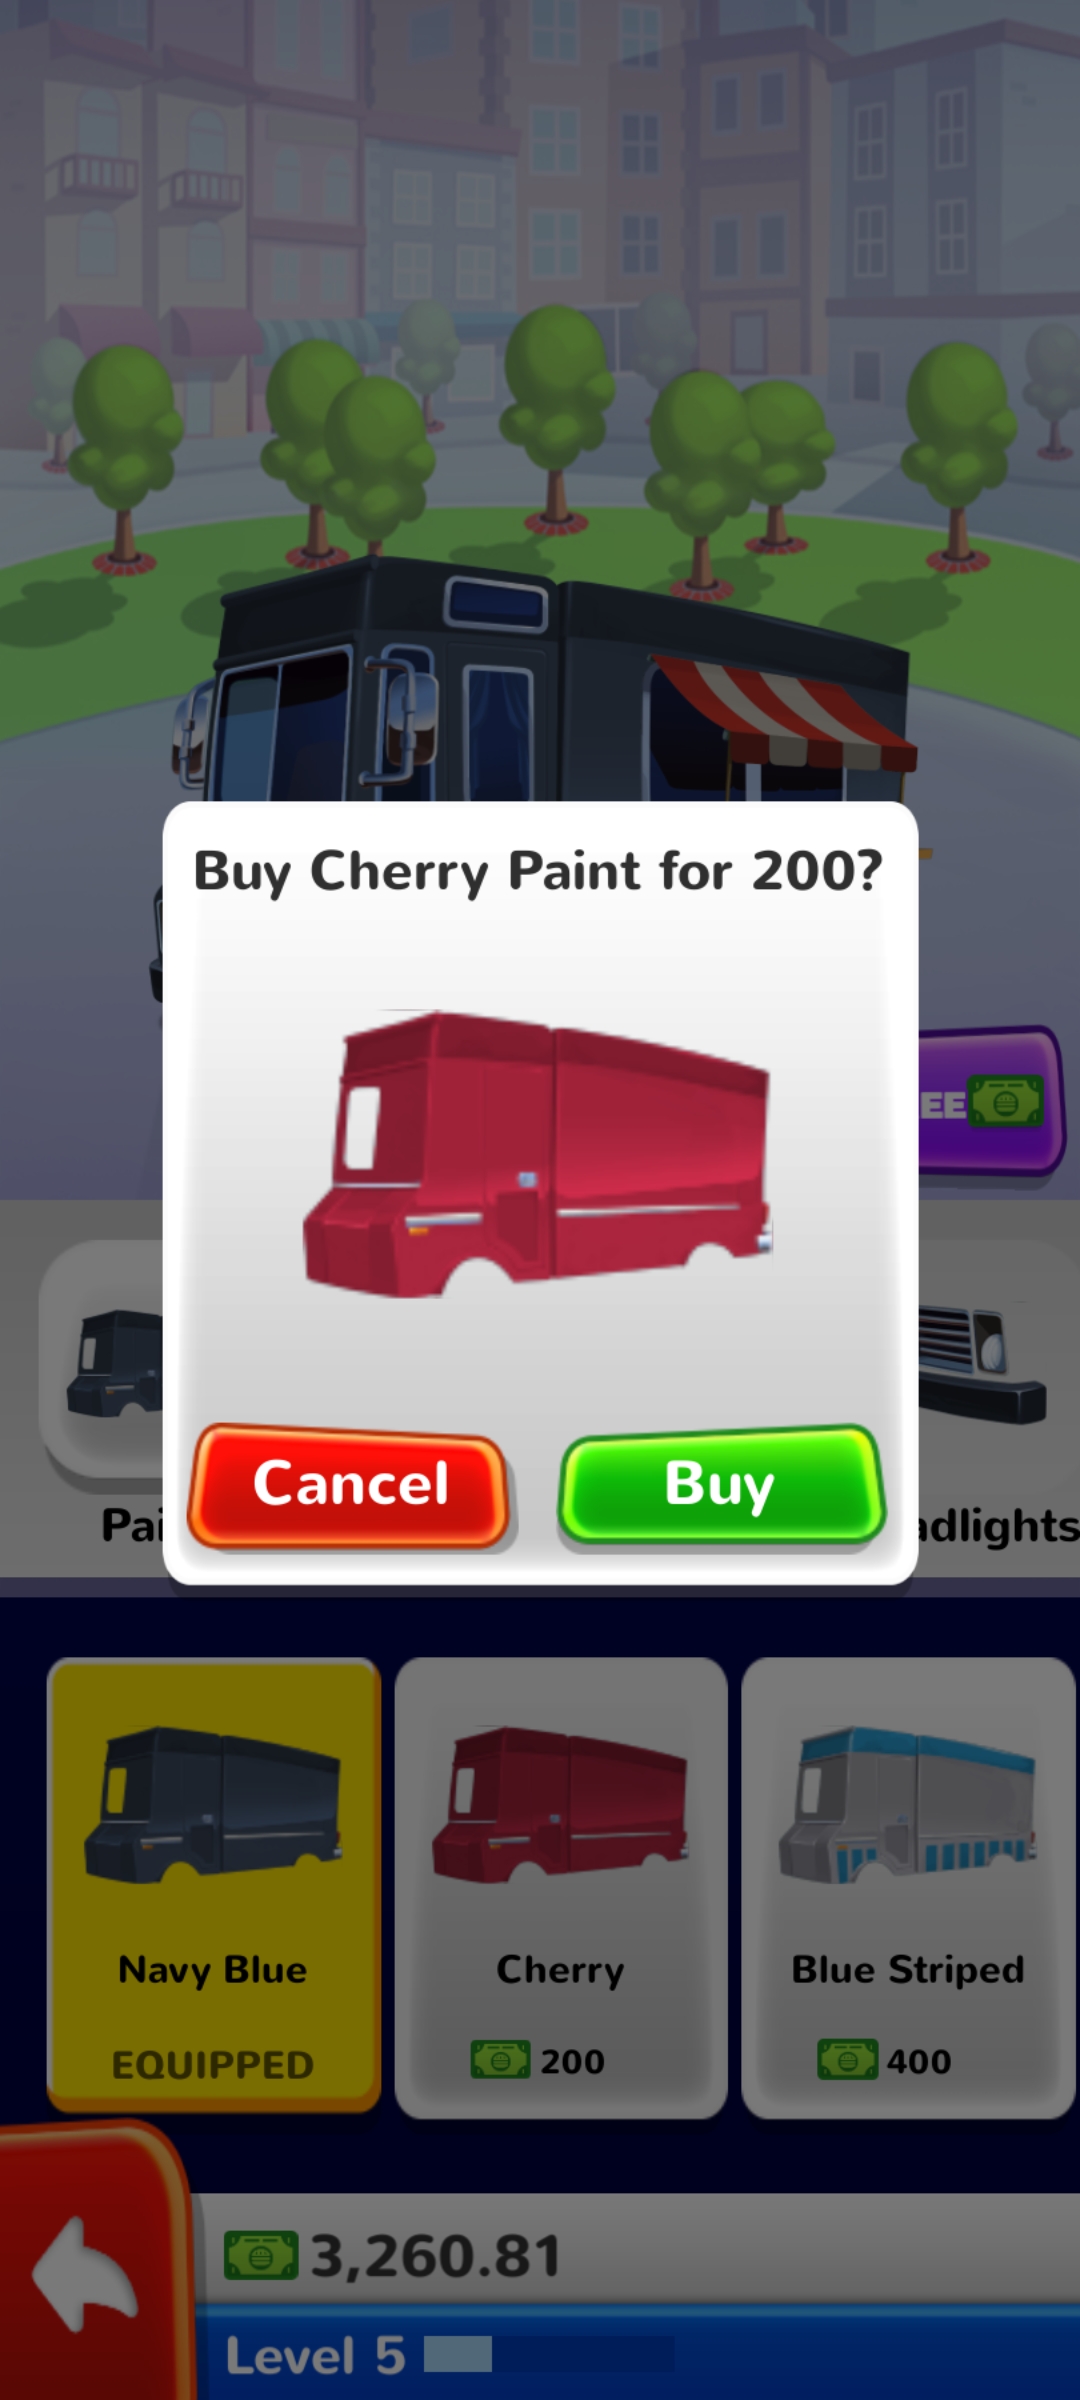 Buy Cherry Paint for 200?
EE
Cancel
Buy
Pai
adlights
Navy Blue
Cherry
Blue Striped
EQUIPPED
200
400
3,260.81
Level 5